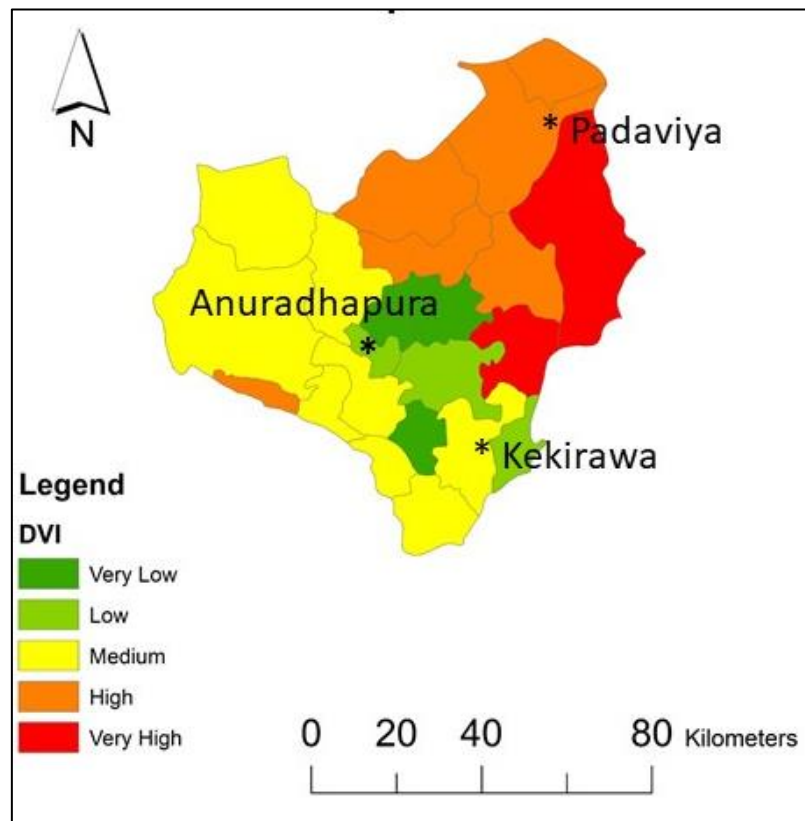 N
* Padaviya
Anuradhapura
*
* Kekirawa
Legend
DVI
Very Low
Low
Medium
High
Very High
0 20 40 80 Kilometers